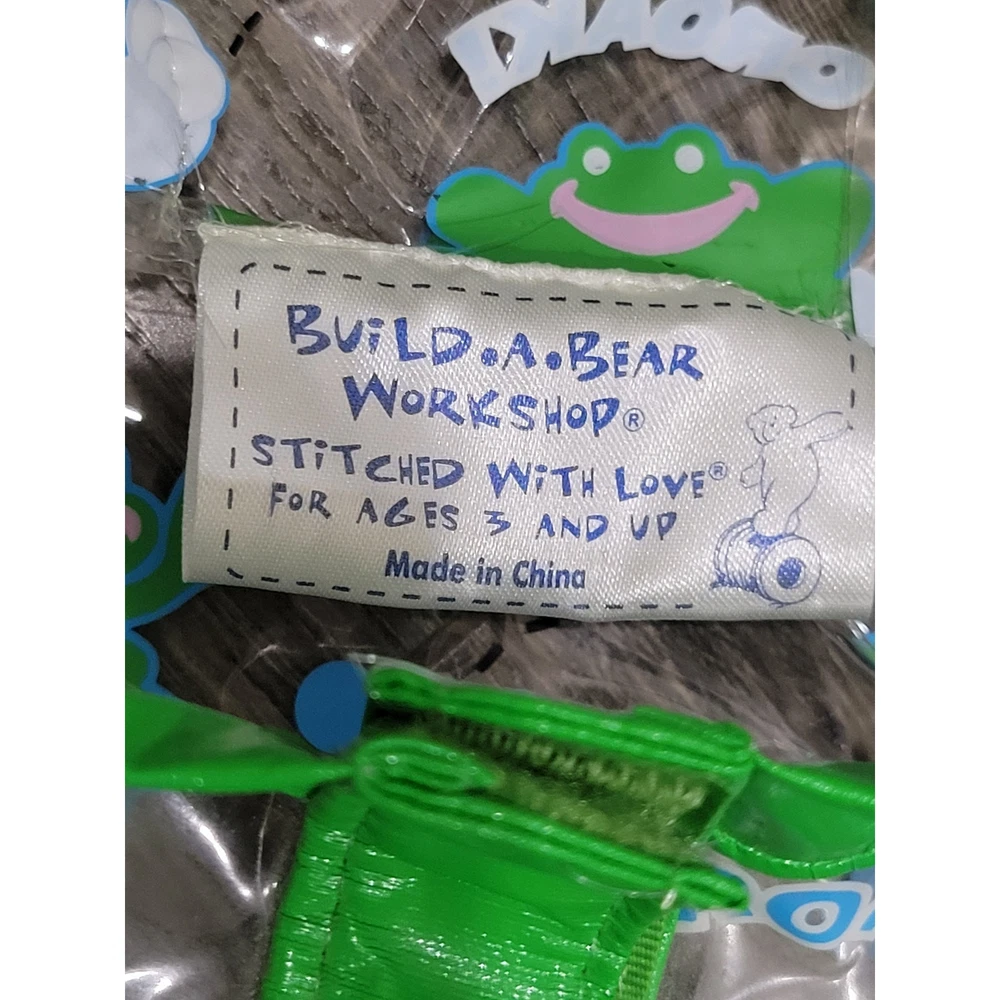 BUiLD.A.BEAR
WORKSHOP®
STiTCHED WiTH LOVE®
FOR AGES 3 AND UP
Made in China